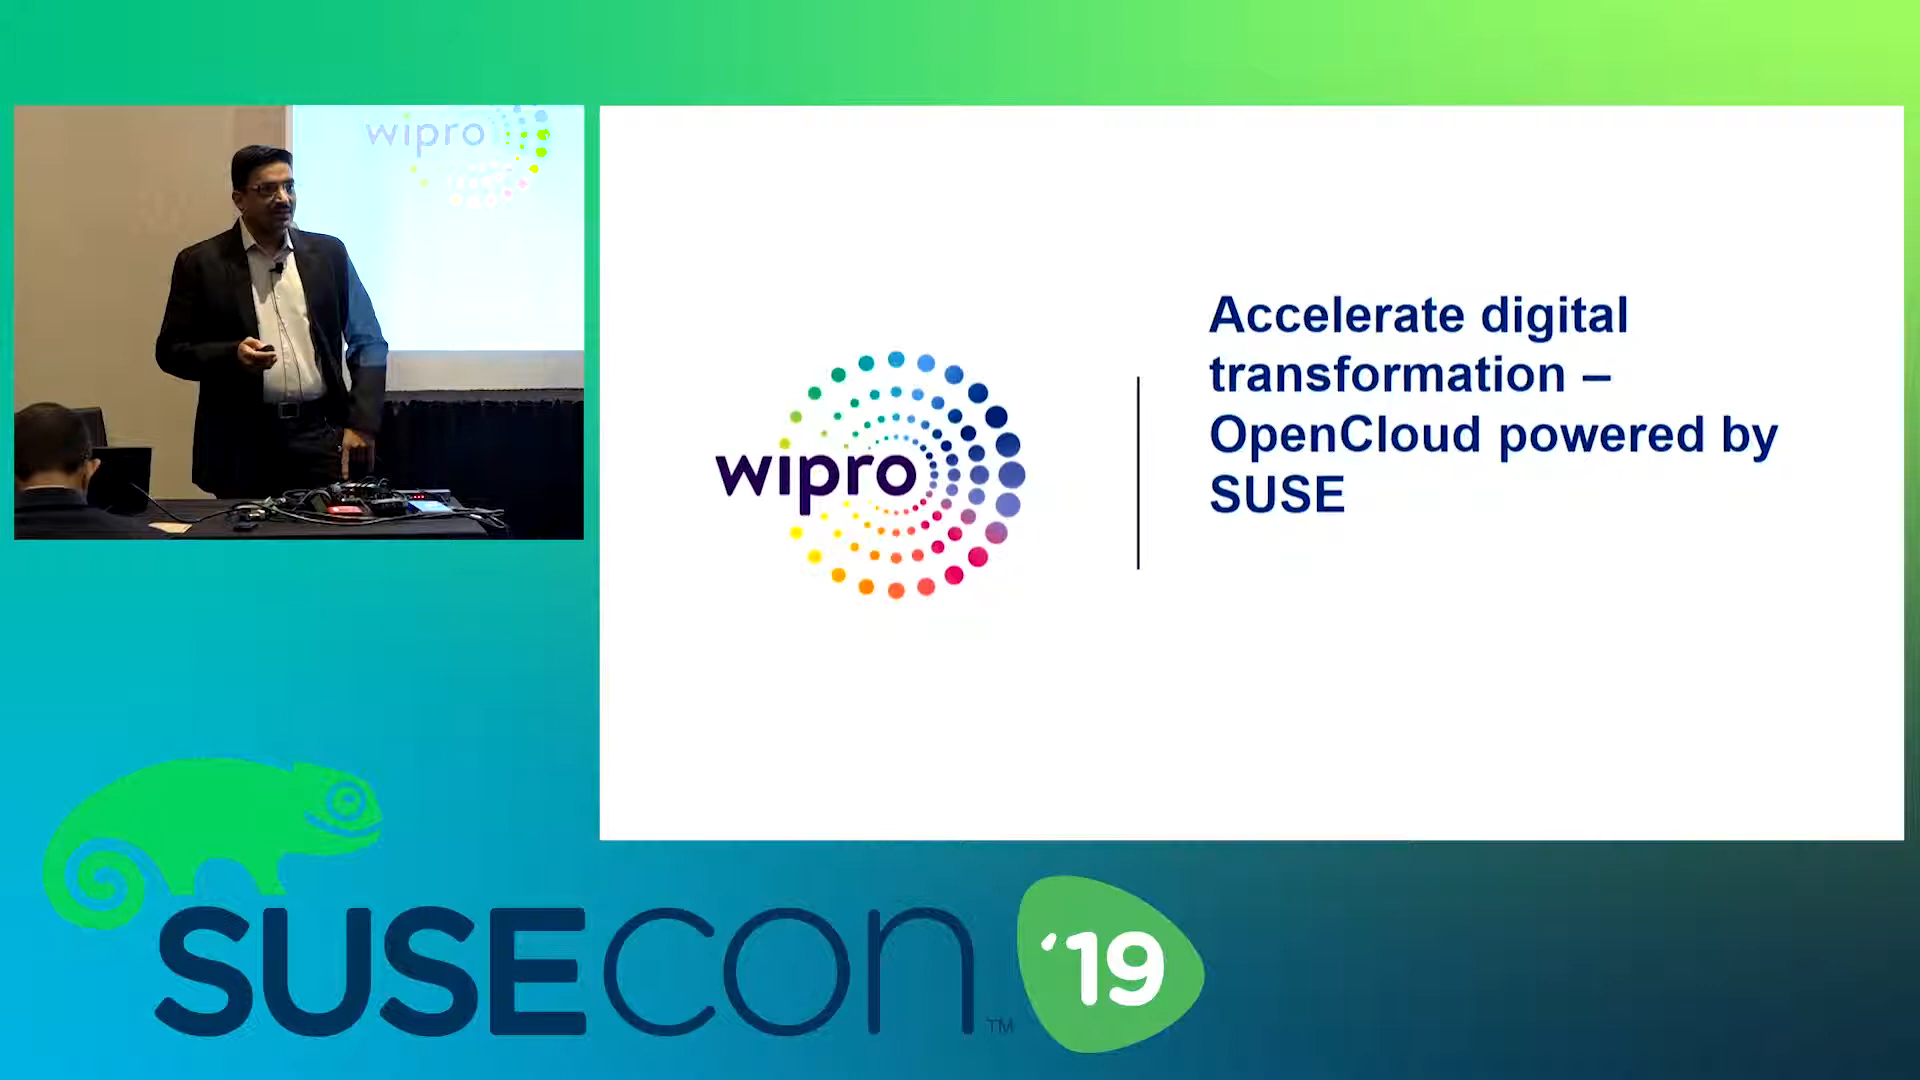 wipro
wipro
Accelerate digital
transformation –
OpenCloud powered by
SUSE
SUSECON ™
'19